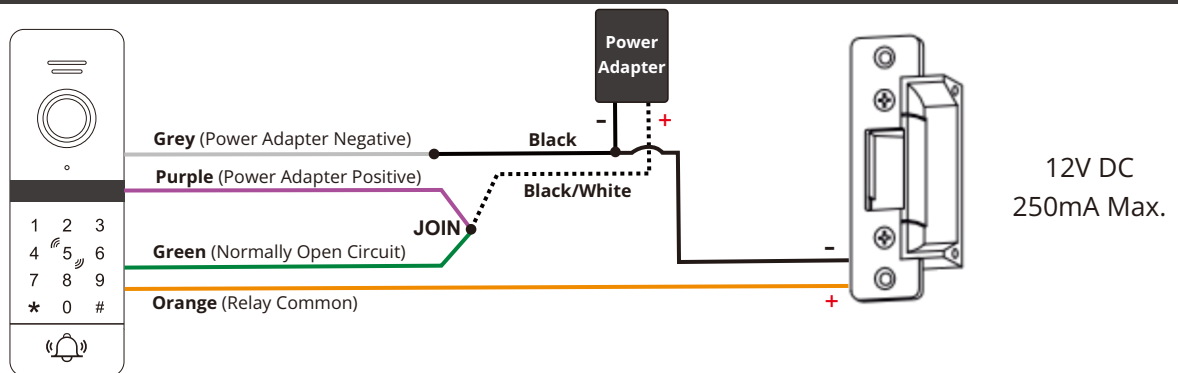 Power
Adapter
- +
Grey (Power Adapter Negative)
Black
Purple (Power Adapter Positive)
Black/White
JOIN
Green (Normally Open Circuit)
Orange (Relay Common)
-
+
12V DC
250mA Max.
1 2 3
4 5 6
7 8 9
* 0 #